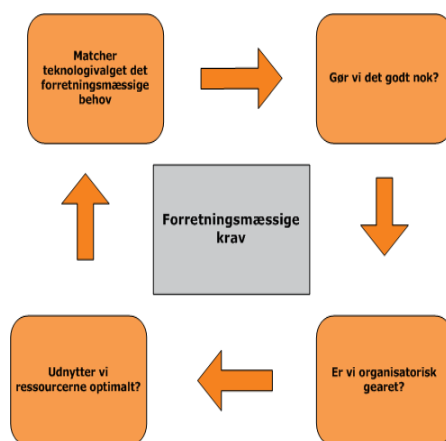 Matcher
teknologivalget det
forretningsmæssige
behov
Gør vi det godt nok?
Forretningsmæssige
krav
Udnytter vi
ressourcerne optimalt?
Er vi organisatorisk
gearet?